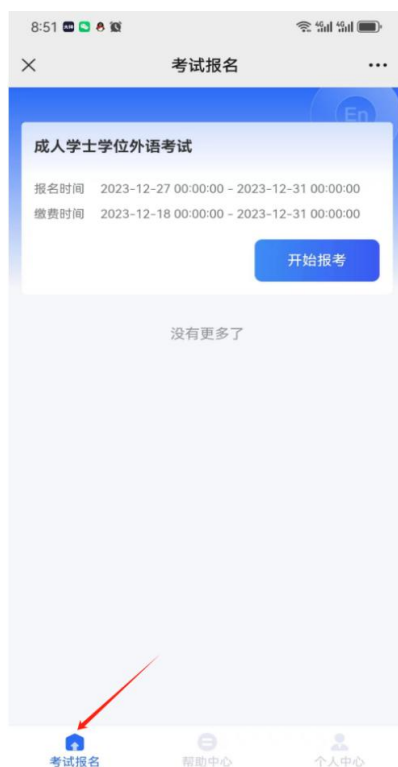 8:51
考试报名
En
成人学士学位外语考试
报名时间 2023-12-27 00:00:00 - 2023-12-31 00:00:00
缴费时间 2023-12-18 00:00:00 - 2023-12-31 00:00:00
开始报考
没有更多了
考试报名 帮助中心 个人中心